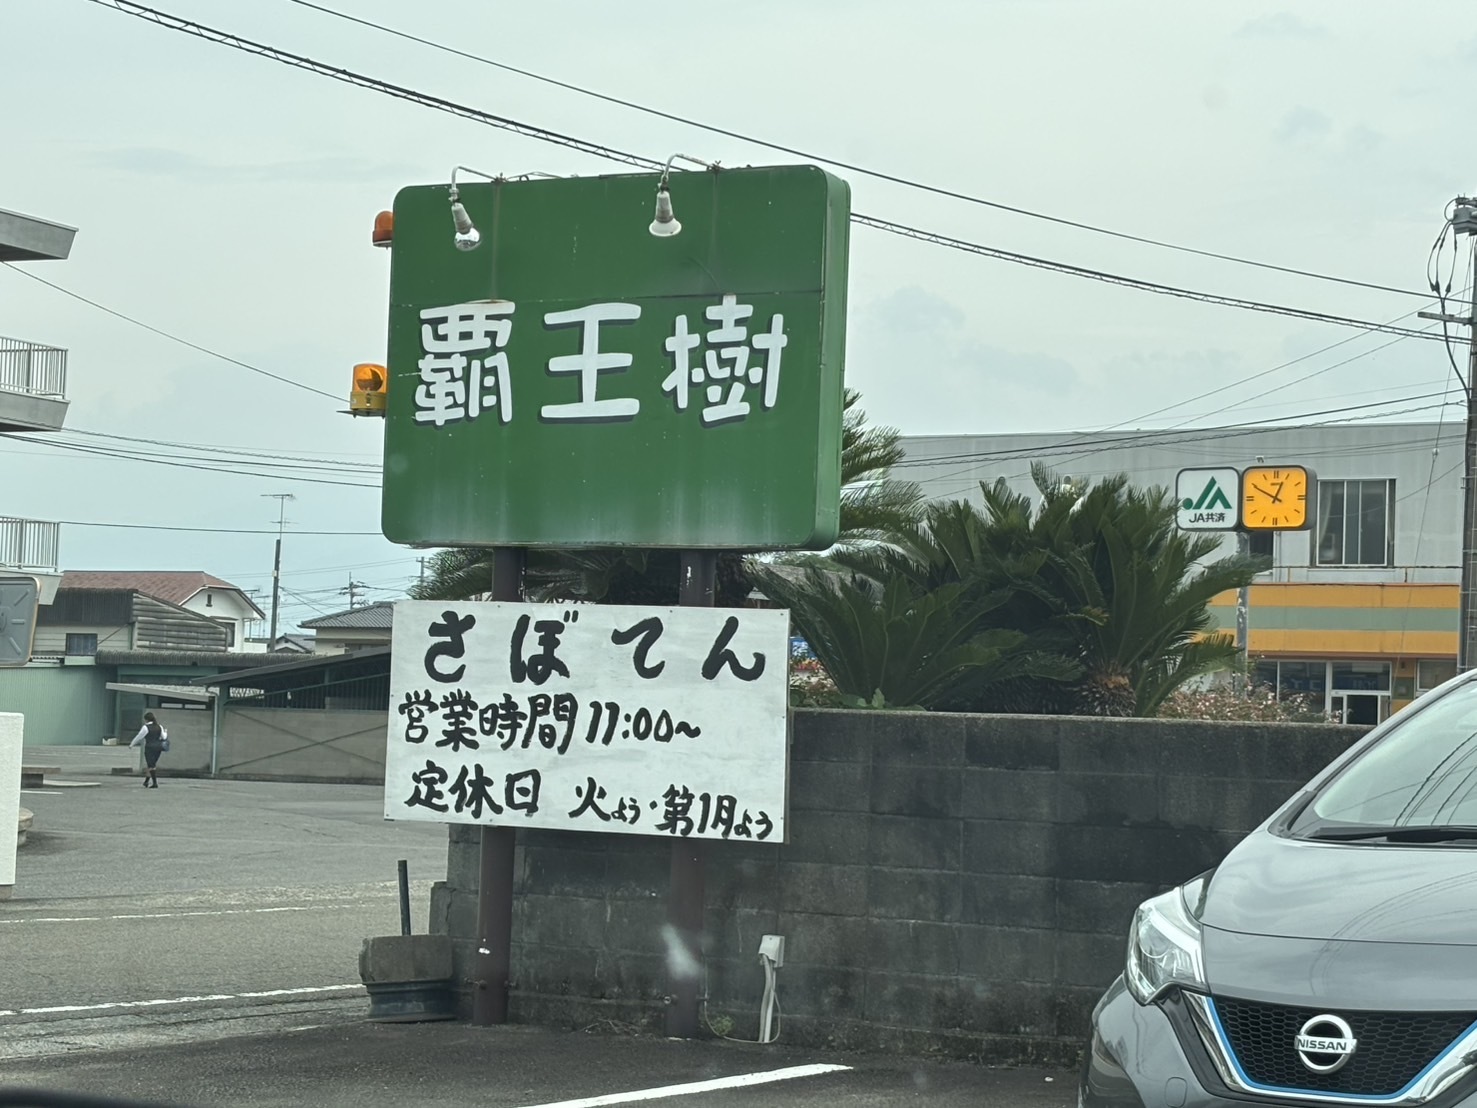 覇王樹
さぼてん
営業時間 11:00~
定休日 火よう・第1月よう
JA共済
NISSAN